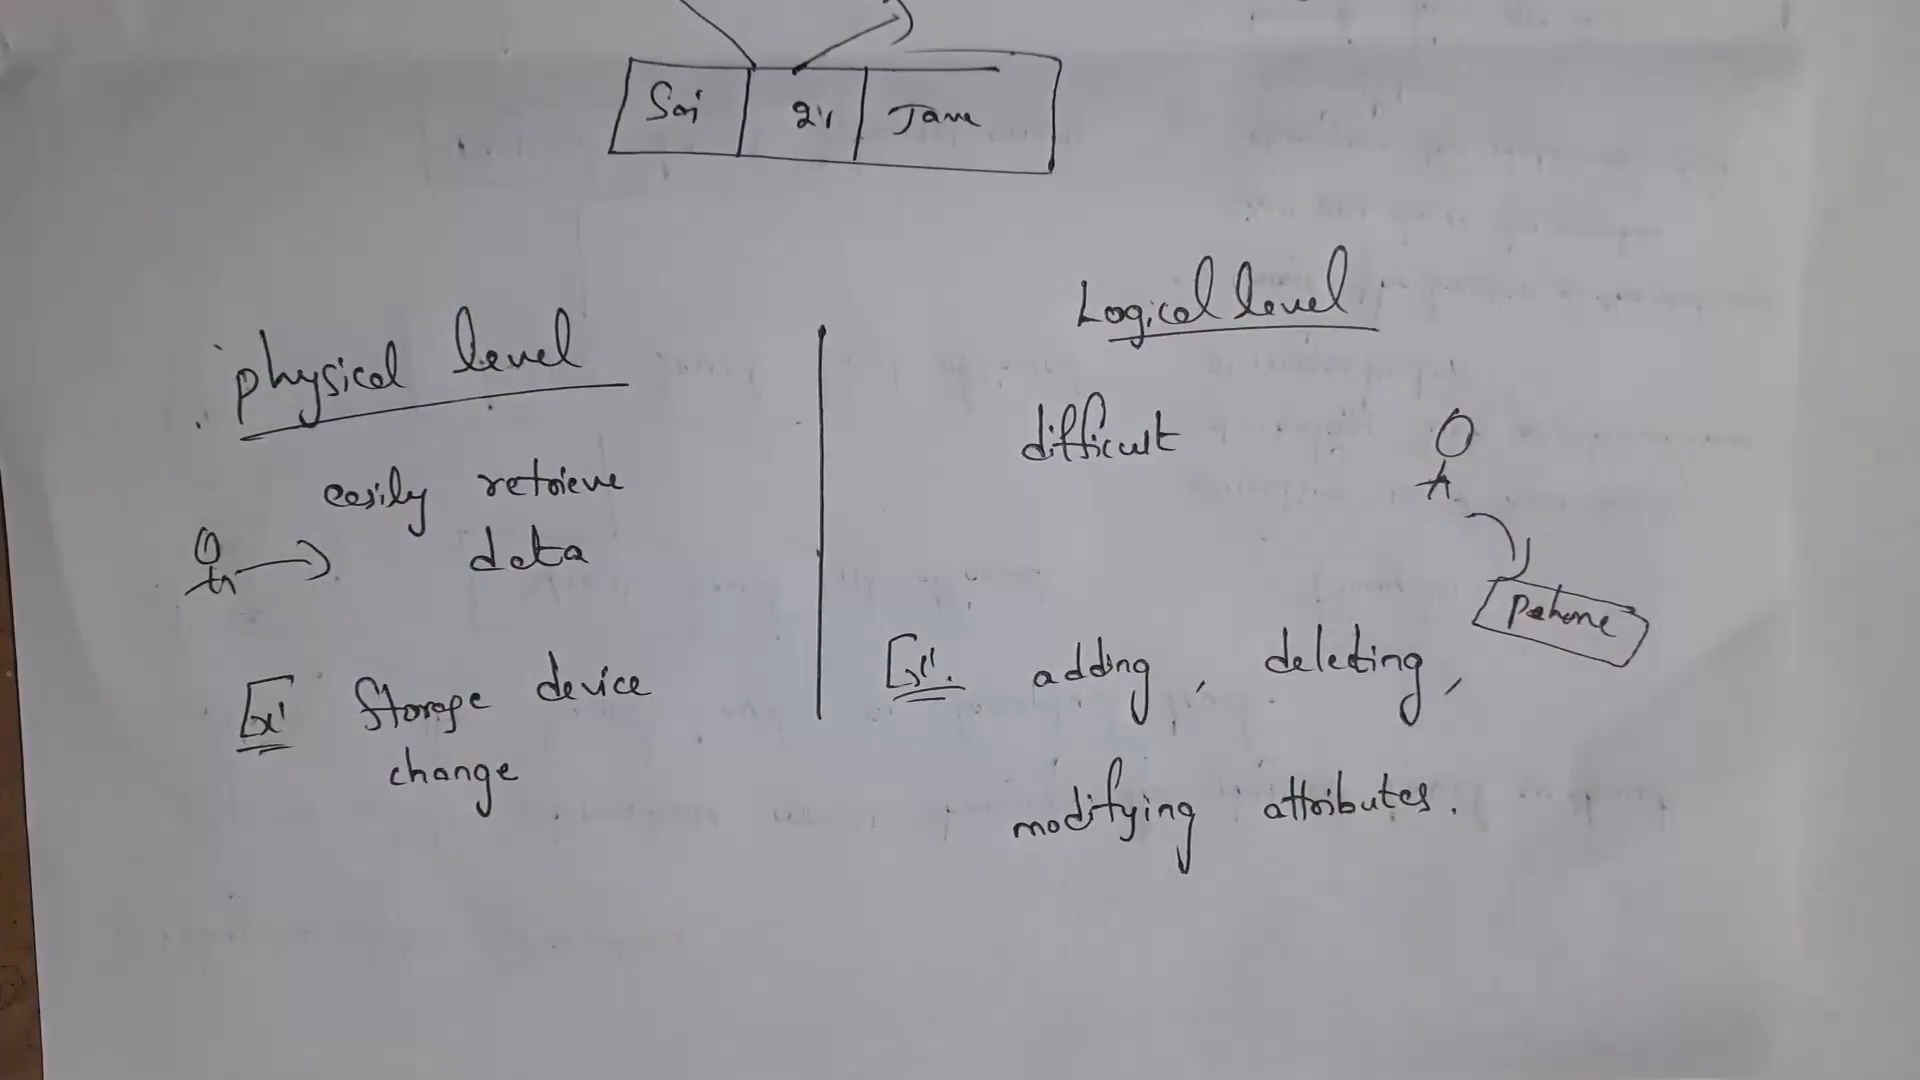 Sai 21 Jame
physical level
easily retrieve
data
Ex' Storage device
change
Logical level
difficult
Pehone
Ex'. adding, deleting,
modifying attributes.